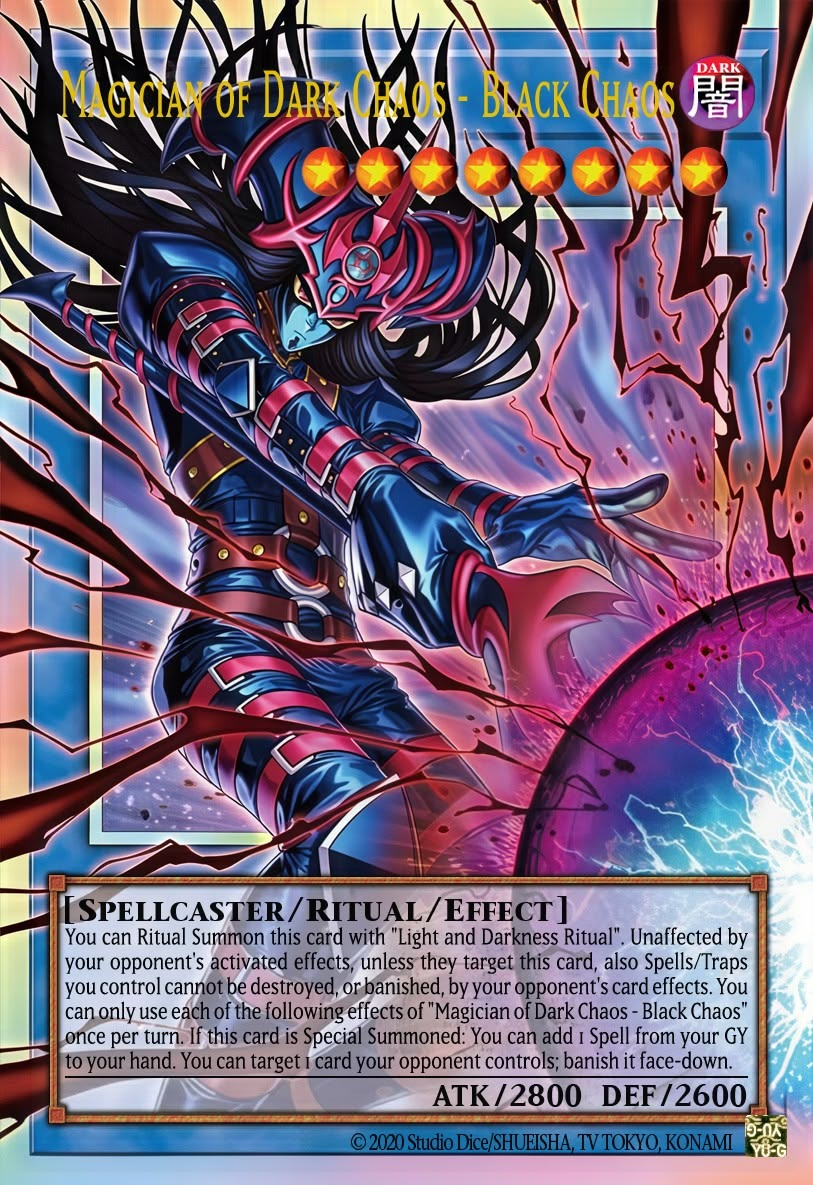 Magician of Dark Chaos - Black Chaos
DARK
闇
[Spellcaster/Ritual/Effect]
You can Ritual Summon this card with "Light and Darkness Ritual". Unaffected by
your opponent's activated effects, unless they target this card, also Spells/Traps
you control cannot be destroyed, or banished, by your opponent's card effects. You
can only use each of the following effects of "Magician of Dark Chaos - Black Chaos"
once per turn. If this card is Special Summoned: You can add 1 Spell from your GY
to your hand. You can target 1 card your opponent controls; banish it face-down.
ATK/2800 DEF/2600
© 2020 Studio Dice/SHUEISHA, TV TOKYO, KONAMI